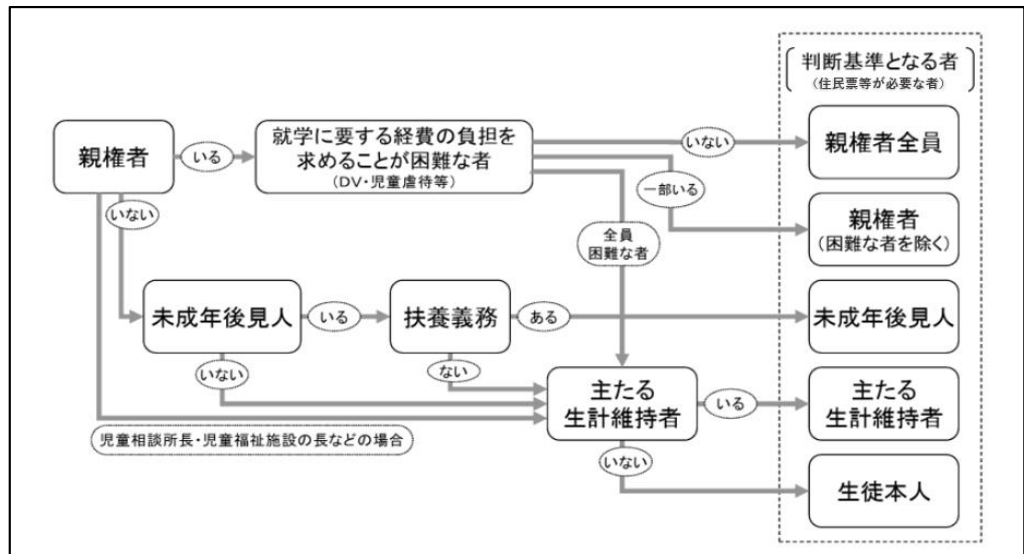 判断基準となる者
(住民票等が必要な者)
親権者
いる
就学に要する経費の負担を
求めることが困難な者
(DV・児童虐待等)
いない
親権者全員
一部いる
親権者
(困難な者を除く)
いない
全員
困難な者
未成年後見人
いる
扶養義務
ある
未成年後見人
いない
ない
主たる
生計維持者
いる
主たる
生計維持者
児童相談所長・児童福祉施設の長などの場合
いない
生徒本人